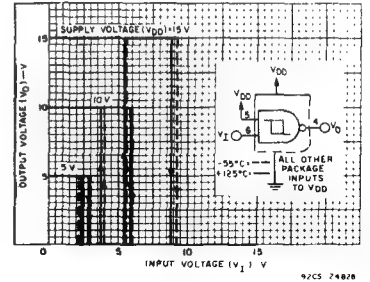 SUPPLY VOLTAGE (VDD)=15 V
15
10 V
10
5 V
5
0
OUTPUT VOLTAGE (VO)—V
0
5
10
15
INPUT VOLTAGE (VI) V
VDD
VDD
5
VI
6
4
VO
-55°C
+125°C
ALL OTHER
PACKAGE
INPUTS
TO VDD
92CS 24828